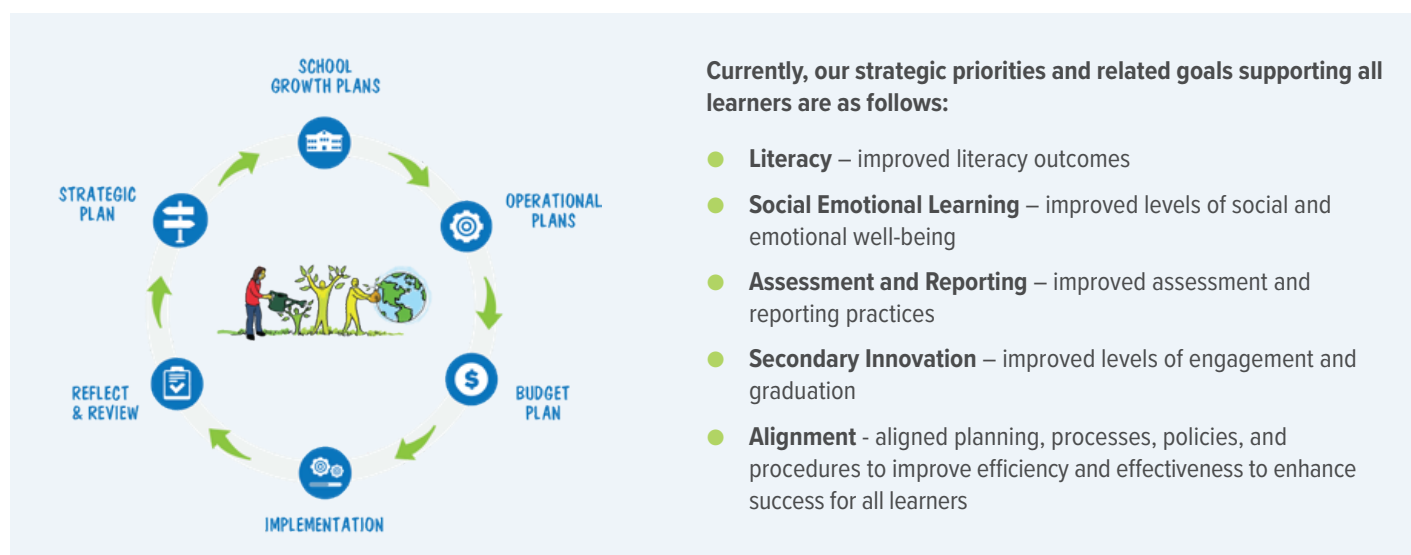 SCHOOL
GROWTH PLANS
STRATEGIC
PLAN
OPERATIONAL
PLANS
REFLECT
& REVIEW
$
BUDGET
PLAN
IMPLEMENTATION
Currently, our strategic priorities and related goals supporting all
learners are as follows:
Literacy – improved literacy outcomes
Social Emotional Learning – improved levels of social and
emotional well-being
Assessment and Reporting – improved assessment and
reporting practices
Secondary Innovation – improved levels of engagement and
graduation
Alignment - aligned planning, processes, policies, and
procedures to improve efficiency and effectiveness to enhance
success for all learners